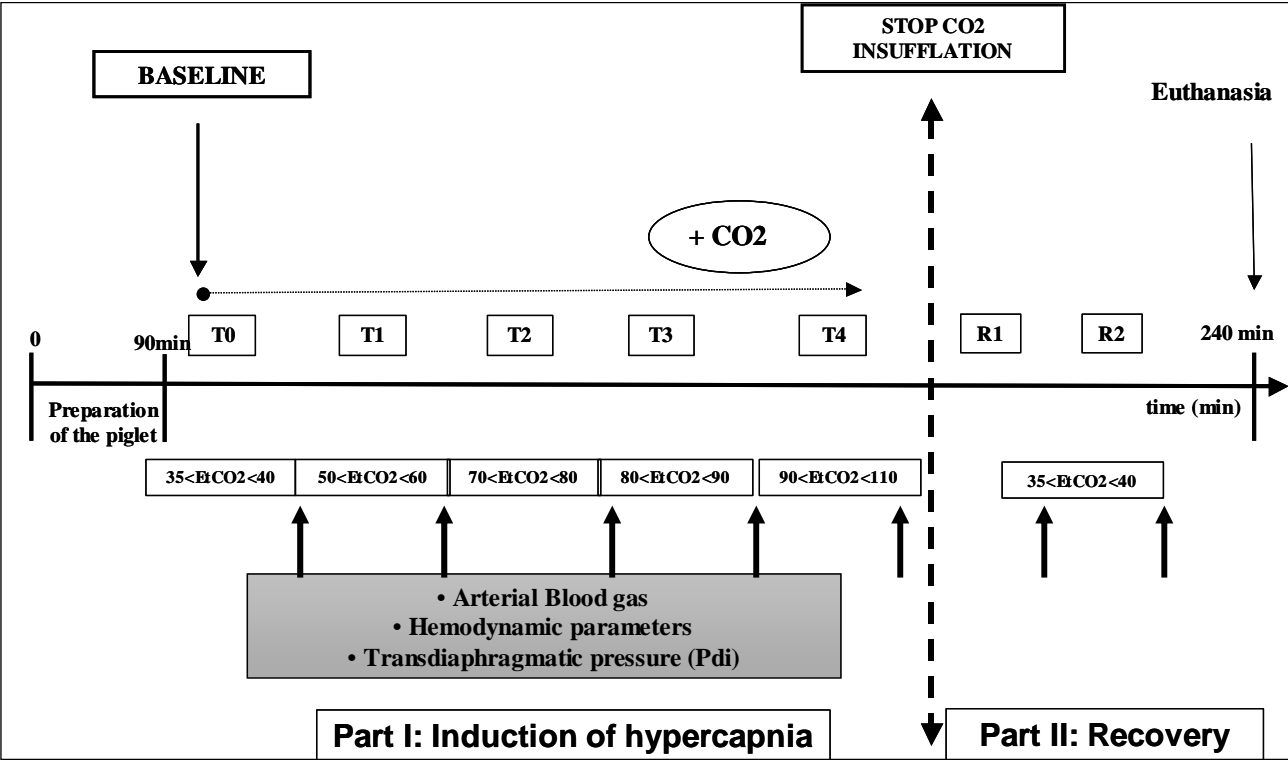 STOP CO2
INSUFFLATION
BASELINE
Euthanasia
+ CO2
0
90min
T0
T1
T2
T3
T4
R1
R2
240 min
Preparation
of the piglet
time (min)
35<EtCO2<40
50<EtCO2<60
70<EtCO2<80
80<EtCO2<90
90<EtCO2<110
35<EtCO2<40
• Arterial Blood gas
• Hemodynamic parameters
• Transdiaphragmatic pressure (Pdi)
Part I: Induction of hypercapnia
Part II: Recovery